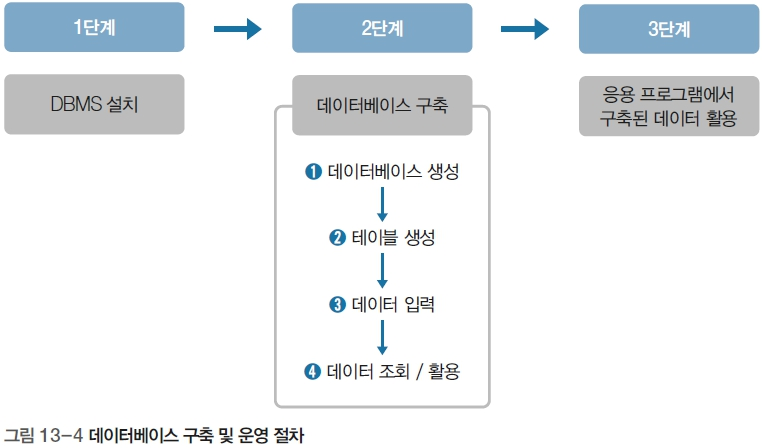 1단계
2단계
3단계
DBMS 설치
데이터베이스 구축
응용 프로그램에서
구축된 데이터 활용
❶ 데이터베이스 생성
❷ 테이블 생성
❸ 데이터 입력
❹ 데이터 조회 / 활용
그림 13-4 데이터베이스 구축 및 운영 절차